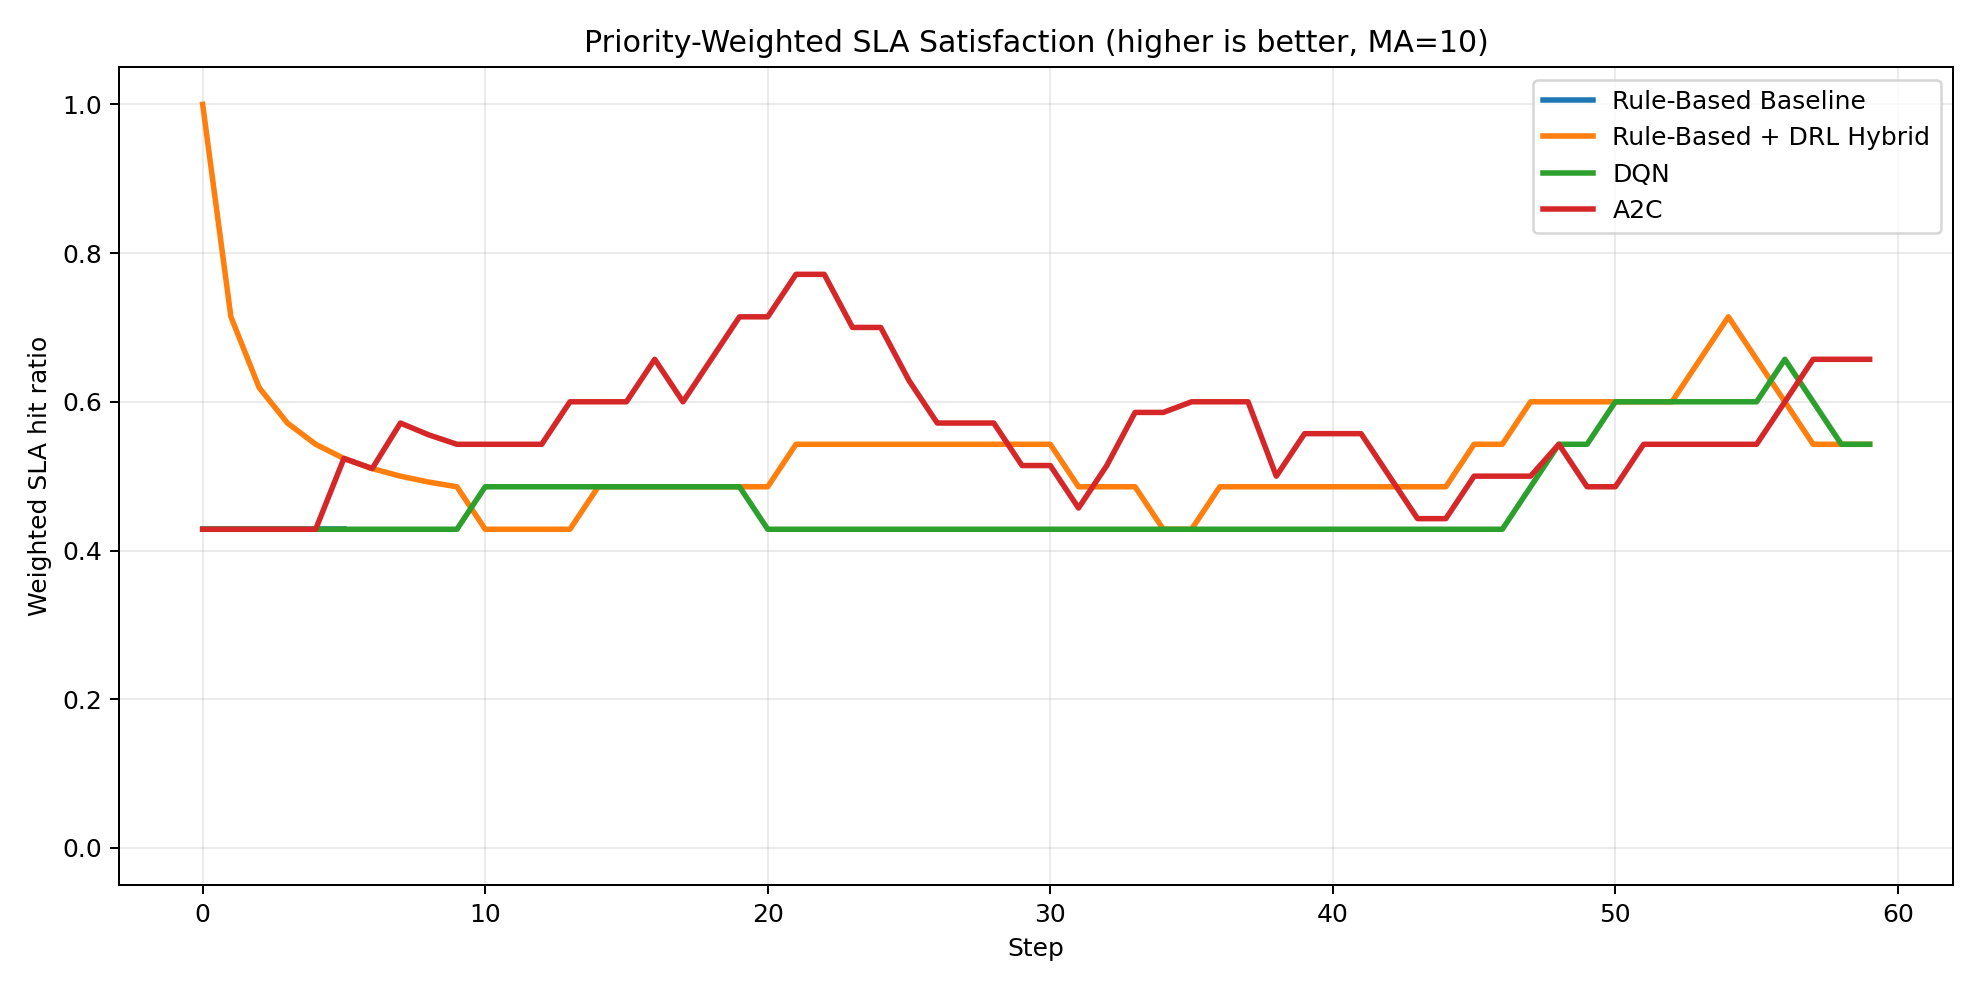 Priority-Weighted SLA Satisfaction (higher is better, MA=10)
Rule-Based Baseline
Rule-Based + DRL Hybrid
DQN
A2C
Weighted SLA hit ratio
1.0
0.8
0.6
0.4
0.2
0.0
0 10 20 30 40 50 60
Step